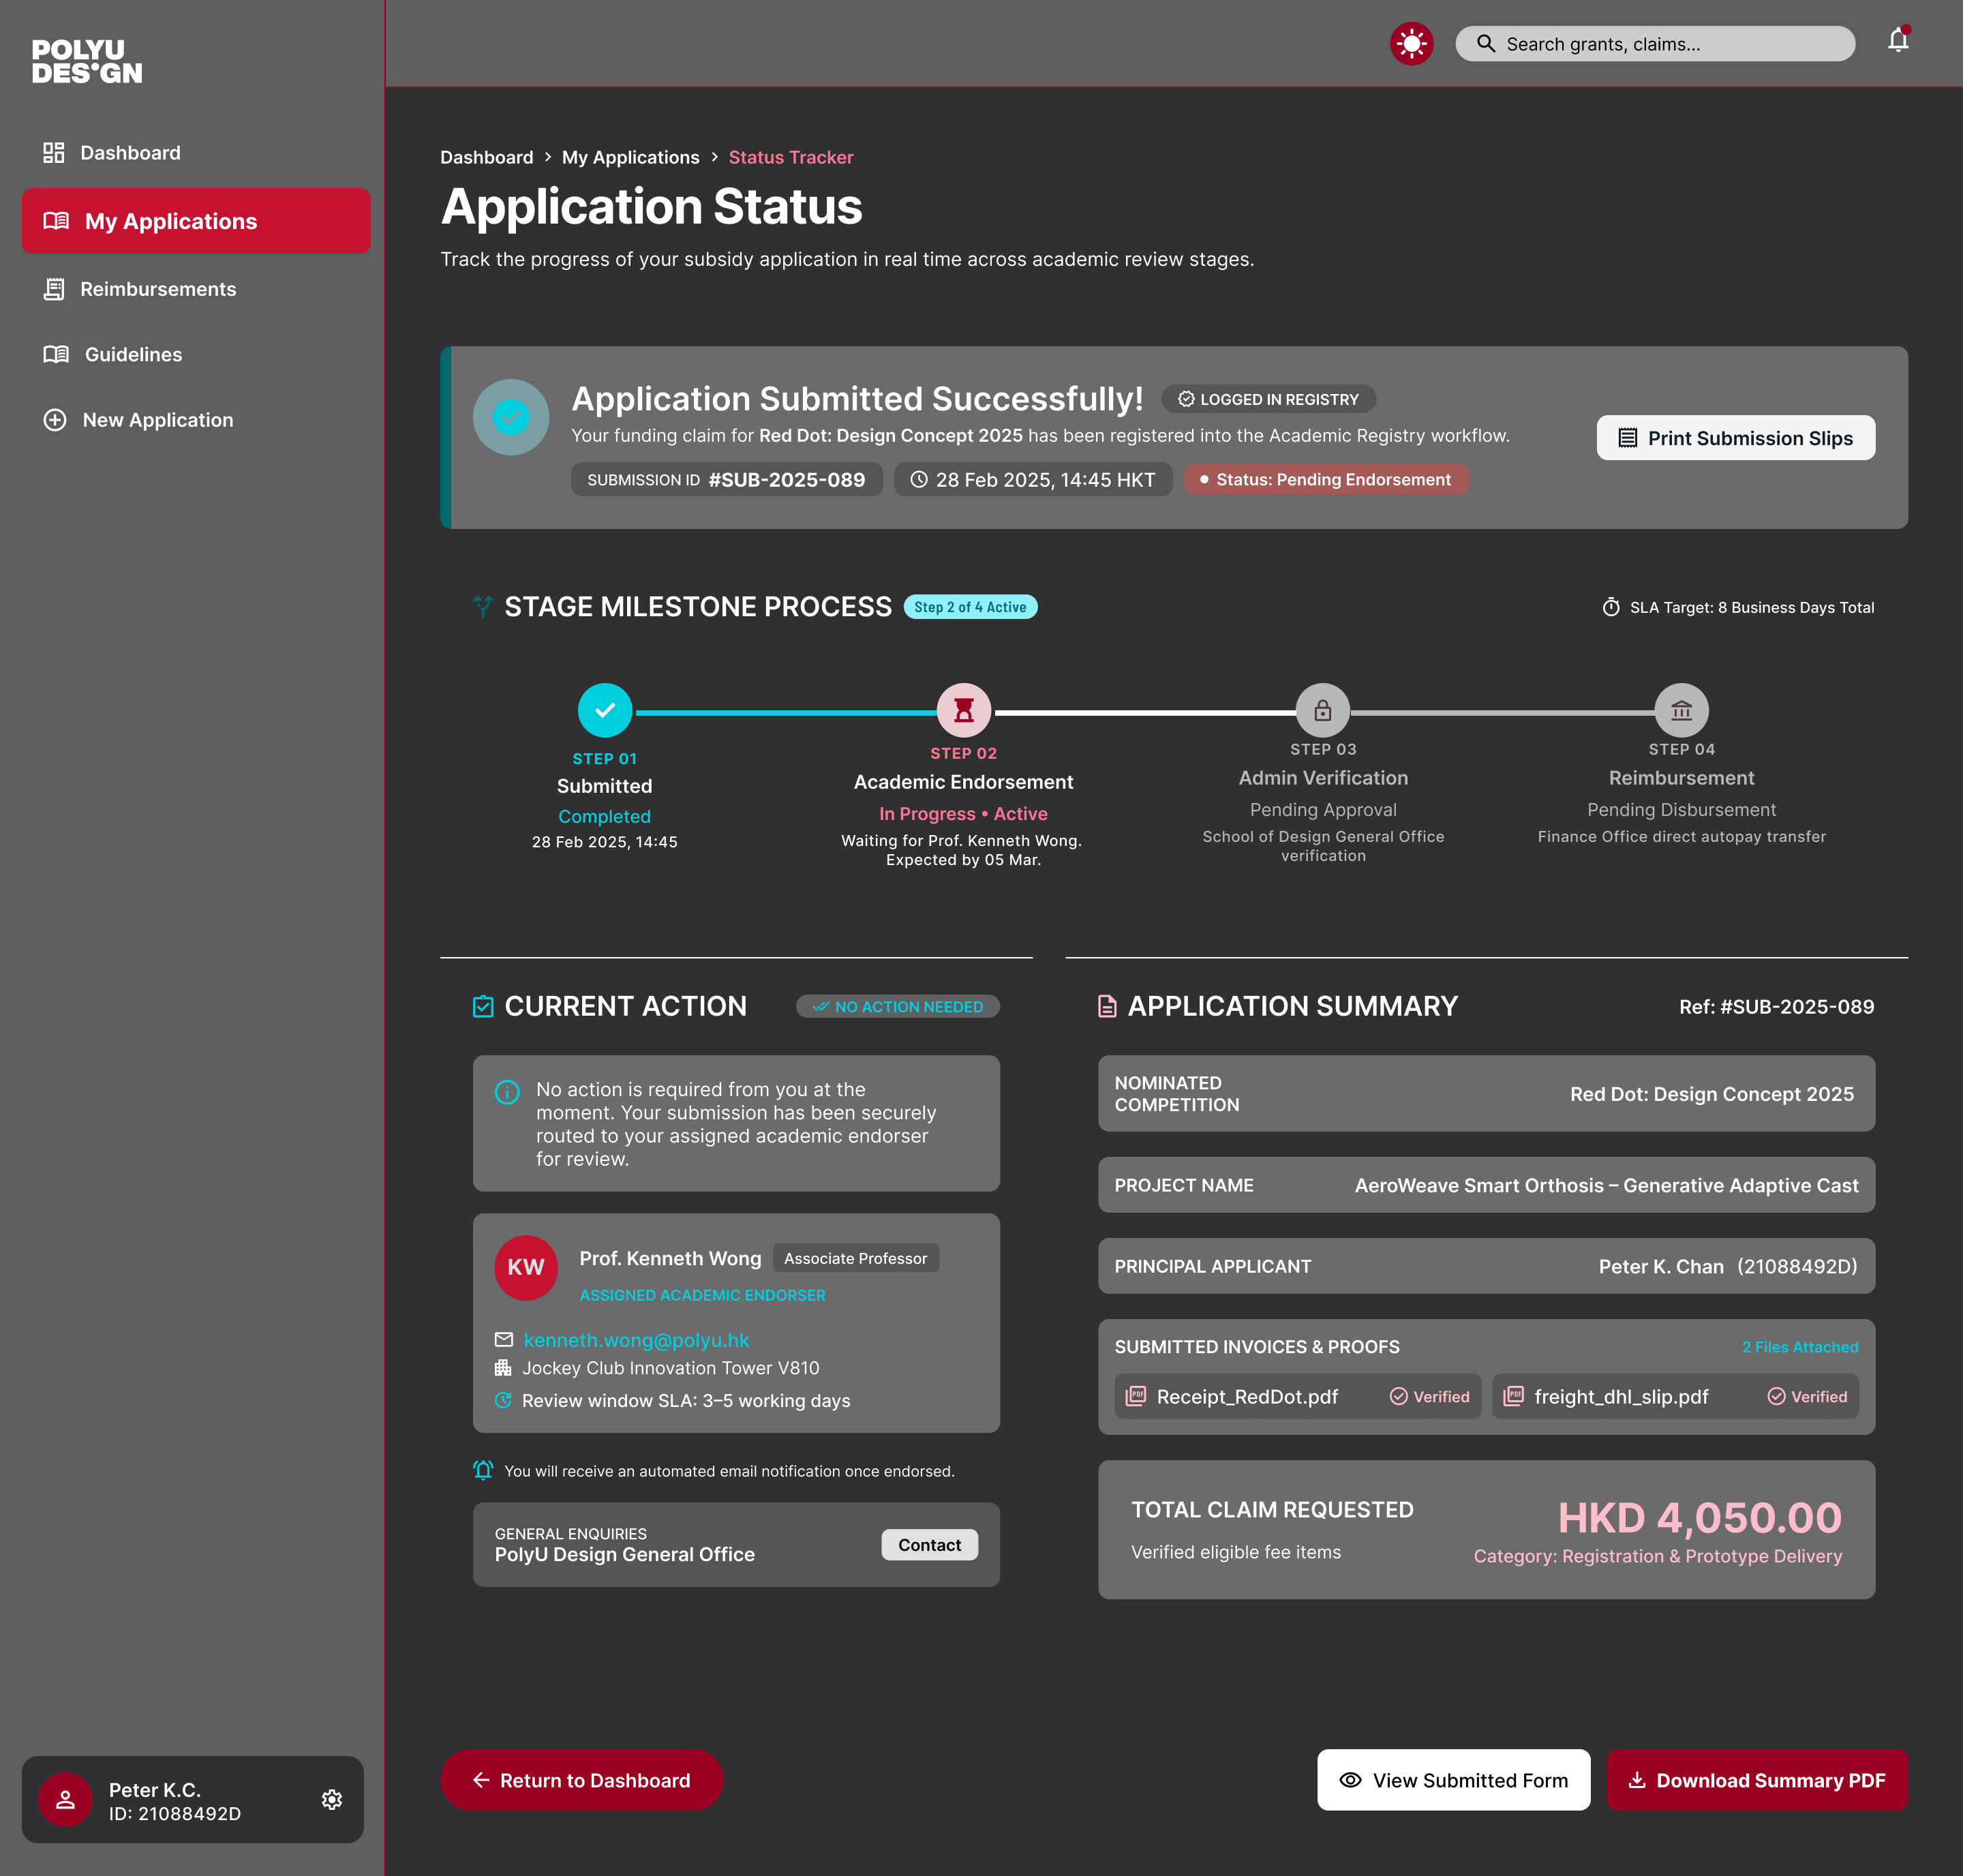 POLYU
DES•GN
Dashboard
My Applications
Reimbursements
Guidelines
New Application
Peter K.C.
ID: 21088492D
Search grants, claims...
Dashboard > My Applications > Status Tracker
Application Status
Track the progress of your subsidy application in real time across academic review stages.
Application Submitted Successfully!
LOGGED IN REGISTRY
Your funding claim for Red Dot: Design Concept 2025 has been registered into the Academic Registry workflow.
SUBMISSION ID #SUB-2025-089
28 Feb 2025, 14:45 HKT
Status: Pending Endorsement
Print Submission Slips
STAGE MILESTONE PROCESS
Step 2 of 4 Active
SLA Target: 8 Business Days Total
STEP 01
Submitted
Completed
28 Feb 2025, 14:45
STEP 02
Academic Endorsement
In Progress • Active
Waiting for Prof. Kenneth Wong.
Expected by 05 Mar.
STEP 03
Admin Verification
Pending Approval
School of Design General Office
verification
STEP 04
Reimbursement
Pending Disbursement
Finance Office direct autopay transfer
CURRENT ACTION
NO ACTION NEEDED
No action is required from you at the
moment. Your submission has been securely
routed to your assigned academic endorser
for review.
KW
Prof. Kenneth Wong
Associate Professor
ASSIGNED ACADEMIC ENDORSER
kenneth.wong@polyu.hk
Jockey Club Innovation Tower V810
Review window SLA: 3–5 working days
You will receive an automated email notification once endorsed.
GENERAL ENQUIRIES
PolyU Design General Office
Contact
APPLICATION SUMMARY
Ref: #SUB-2025-089
NOMINATED
COMPETITION
Red Dot: Design Concept 2025
PROJECT NAME
AeroWeave Smart Orthosis – Generative Adaptive Cast
PRINCIPAL APPLICANT
Peter K. Chan (21088492D)
SUBMITTED INVOICES & PROOFS
2 Files Attached
PDF
Receipt_RedDot.pdf
Verified
PDF
freight_dhl_slip.pdf
Verified
TOTAL CLAIM REQUESTED
HKD 4,050.00
Verified eligible fee items
Category: Registration & Prototype Delivery
Return to Dashboard
View Submitted Form
Download Summary PDF